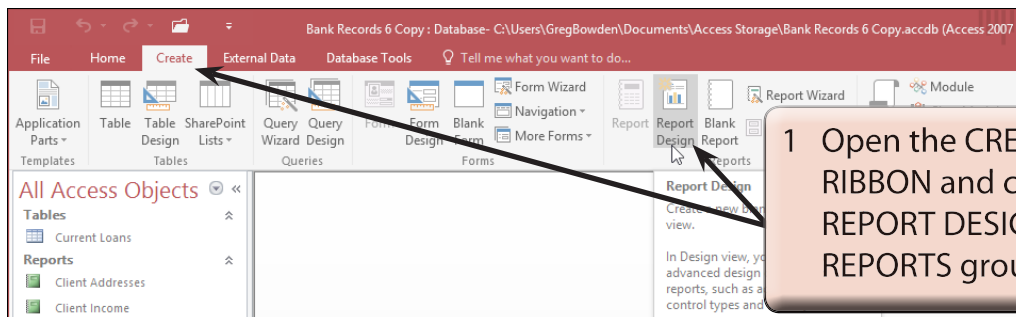 Bank Records 6 Copy : Database- C:\Users\GregBowden\Documents\Access Storage\Bank Records 6 Copy.accdb (Access 2007
File Home Create External Data Database Tools Tell me what you want to do...
Application Parts
Table
Table Design
SharePoint Lists
Query Wizard
Query Design
Form
Form Design
Blank Form
Form Wizard
Navigation
More Forms
Report
Report Design
Blank Report
Report Wizard
Module
Templates Tables Queries Forms Reports
All Access Objects
Tables
Current Loans
Reports
Client Addresses
Client Income
Report Design
Create a new
view.
In Design view,
advanced design
reports, such as
control types and
1 Open the
RIBBON and
REPORT
REPORTS